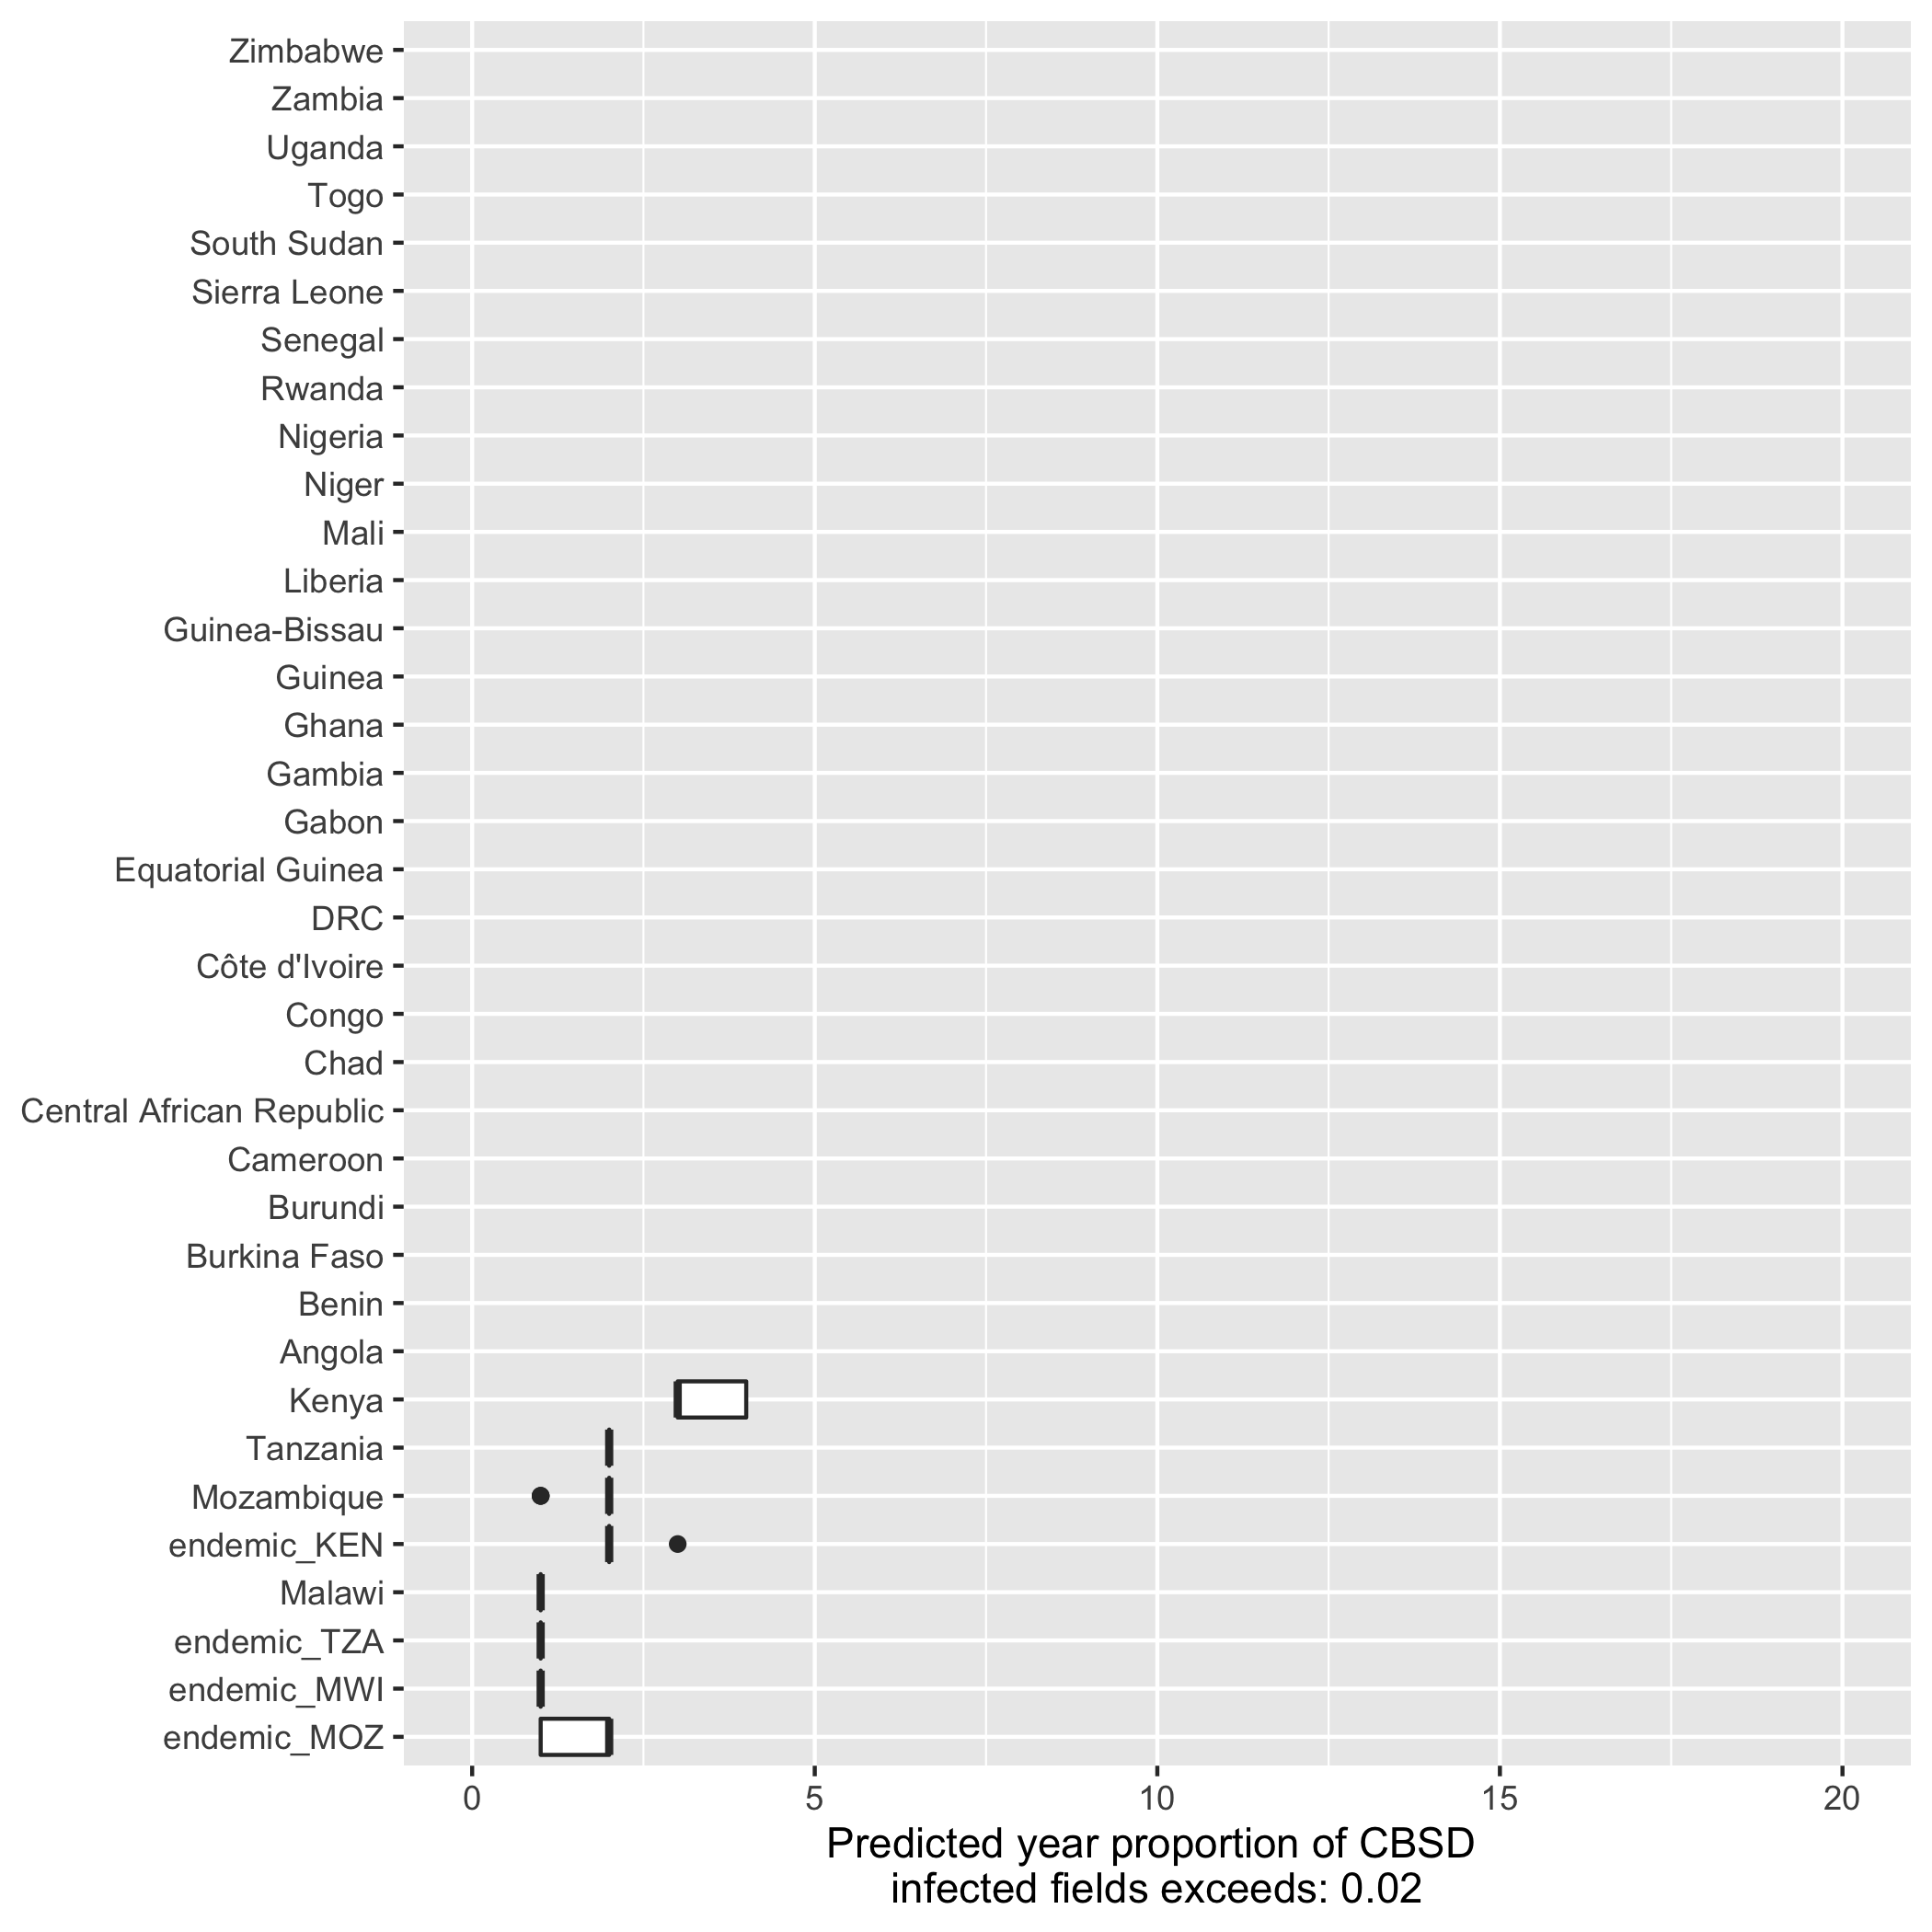 Zimbabwe
Zambia
Uganda
Togo
South Sudan
Sierra Leone
Senegal
Rwanda
Nigeria
Niger
Mali
Liberia
Guinea-Bissau
Guinea
Ghana
Gambia
Gabon
Equatorial Guinea
DRC
Côte d'Ivoire
Congo
Chad
Central African Republic
Cameroon
Burundi
Burkina Faso
Benin
Angola
Kenya
Tanzania
Mozambique
endemic_KEN
Malawi
endemic_TZA
endemic_MWI
endemic_MOZ
0 5 10 15 20
Predicted year proportion of CBSD
infected fields exceeds: 0.02